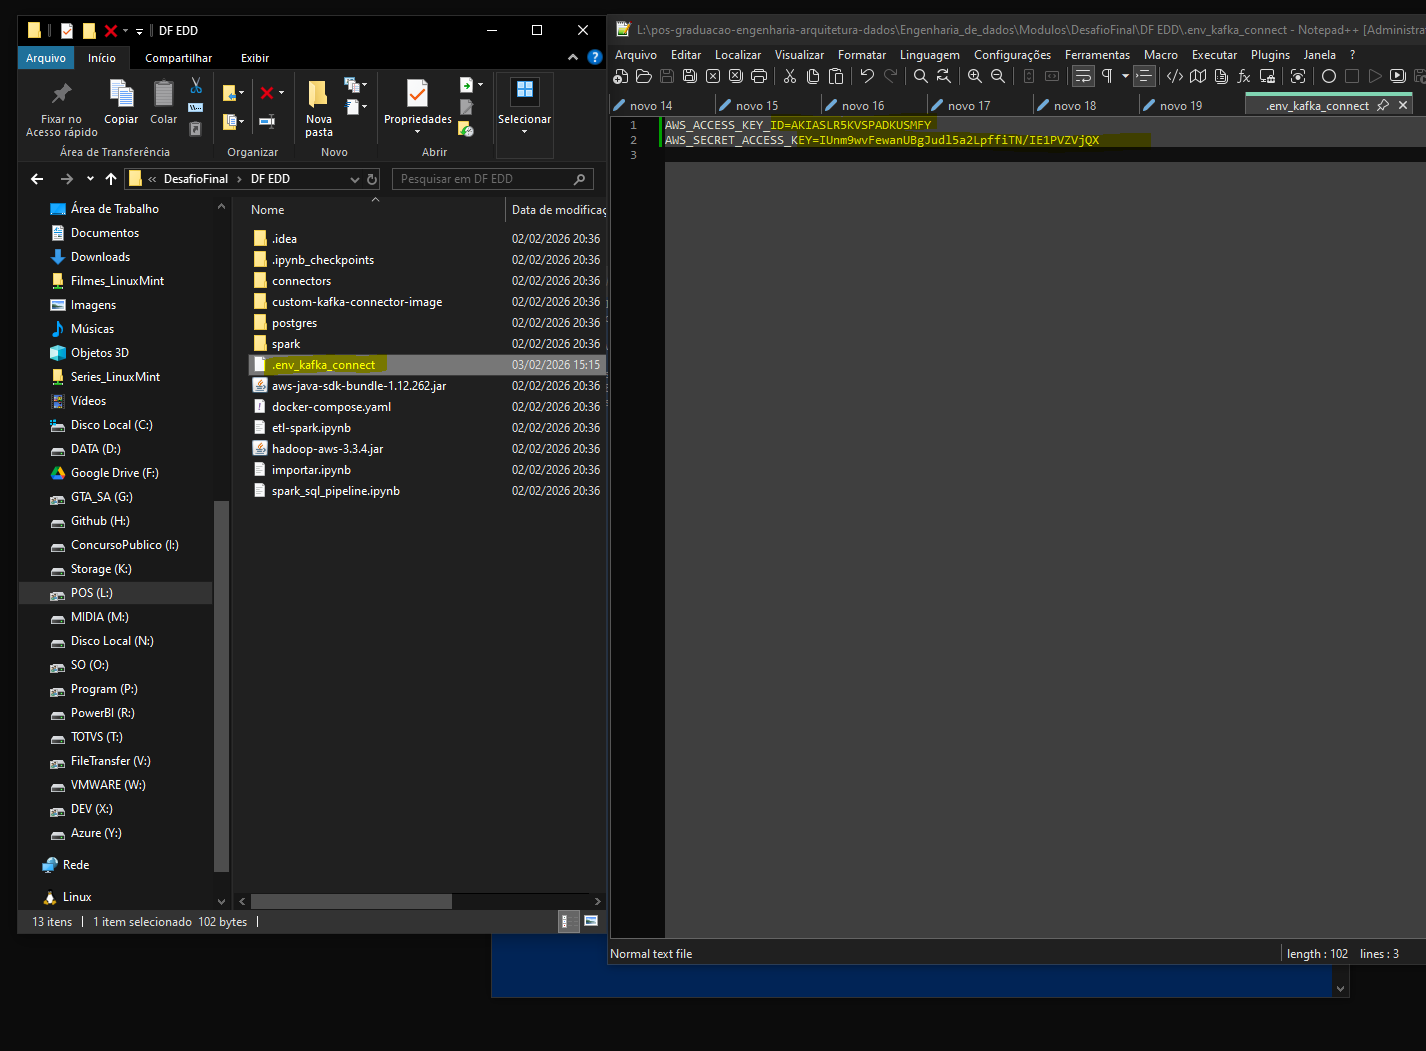 DF EDD
Arquivo Início Compartilhar Exibir
Fixar no Acesso rápido
Copiar
Colar
Nova pasta
Propriedades
Selecionar
Área de Transferência Organizar Novo Abrir
« DesafioFinal › DF EDD
Pesquisar em DF EDD
Área de Trabalho
Documentos
Downloads
Filmes_LinuxMint
Imagens
Músicas
Objetos 3D
Series_LinuxMint
Vídeos
Disco Local (C:)
DATA (D:)
Google Drive (F:)
GTA_SA (G:)
Github (H:)
ConcursoPublico (I:)
Storage (K:)
POS (L:)
MIDIA (M:)
Disco Local (N:)
SO (O:)
Program (P:)
PowerBI (R:)
TOTVS (T:)
FileTransfer (V:)
VMWARE (W:)
DEV (X:)
Azure (Y:)
Rede
Linux
Nome Data de modificaç
.idea 02/02/2026 20:36
.ipynb_checkpoints 02/02/2026 20:36
connectors 02/02/2026 20:36
custom-kafka-connector-image 02/02/2026 20:36
postgres 02/02/2026 20:36
spark 02/02/2026 20:36
.env_kafka_connect 03/02/2026 15:15
aws-java-sdk-bundle-1.12.262.jar 02/02/2026 20:36
docker-compose.yaml 02/02/2026 20:36
etl-spark.ipynb 02/02/2026 20:36
hadoop-aws-3.3.4.jar 02/02/2026 20:36
importar.ipynb 02/02/2026 20:36
spark_sql_pipeline.ipynb 02/02/2026 20:36
13 itens 1 item selecionado 102 bytes
L:\pos-graduacao-engenharia-arquitetura-dados\Engenharia_de_dados\Modulos\DesafioFinal\DF EDD\.env_kafka_connect - Notepad++ [Administra
Arquivo Editar Localizar Visualizar Formatar Linguagem Codificação Configurações Ferramentas Macro Executar Plugins Janela ?
novo 14 novo 15 novo 16 novo 17 novo 18 novo 19 .env_kafka_connect
1 AWS_ACCESS_KEY_ID=AKIASLR5KVSPADKUSMFY
2 AWS_SECRET_ACCESS_KEY=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
3
Normal text file length : 102 lines : 3